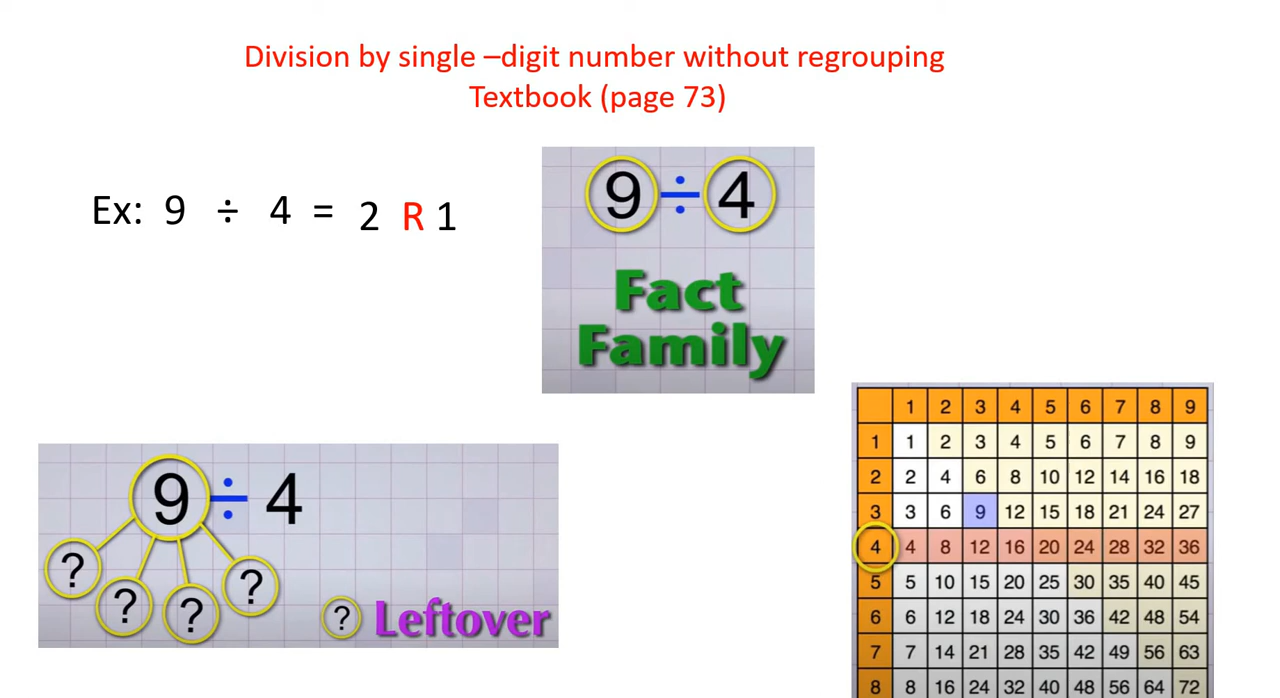 Division by single –digit number without regrouping
Textbook (page 73)
Ex: 9 ÷ 4 = 2 R 1
9 ÷ 4
Fact
Family
9 ÷ 4
? ? ? ?
? Leftover
1 2 3 4 5 6 7 8 9
1 1 2 3 4 5 6 7 8 9
2 2 4 6 8 10 12 14 16 18
3 3 6 9 12 15 18 21 24 27
4 4 8 12 16 20 24 28 32 36
5 5 10 15 20 25 30 35 40 45
6 6 12 18 24 30 36 42 48 54
7 7 14 21 28 35 42 49 56 63
8 8 16 24 32 40 48 56 64 72